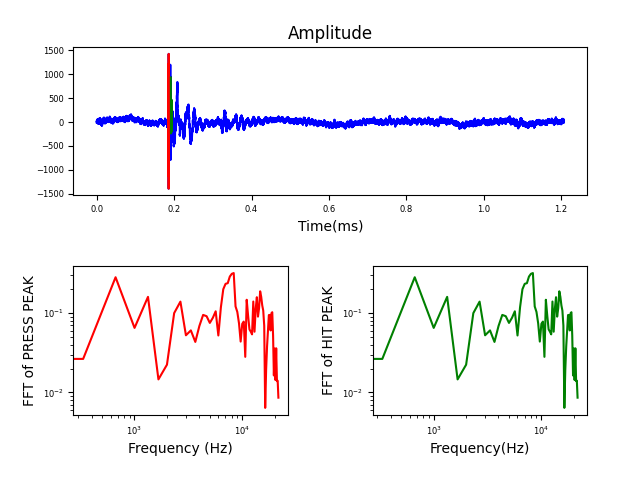 Amplitude
1500
1000
500
0
−500
−1000
−1500
0.0 0.2 0.4 0.6 0.8 1.0 1.2
Time(ms)
FFT of PRESS PEAK
10⁻¹
10⁻²
10³ 10⁴
Frequency (Hz)
FFT of HIT PEAK
10⁻¹
10⁻²
10³ 10⁴
Frequency(Hz)